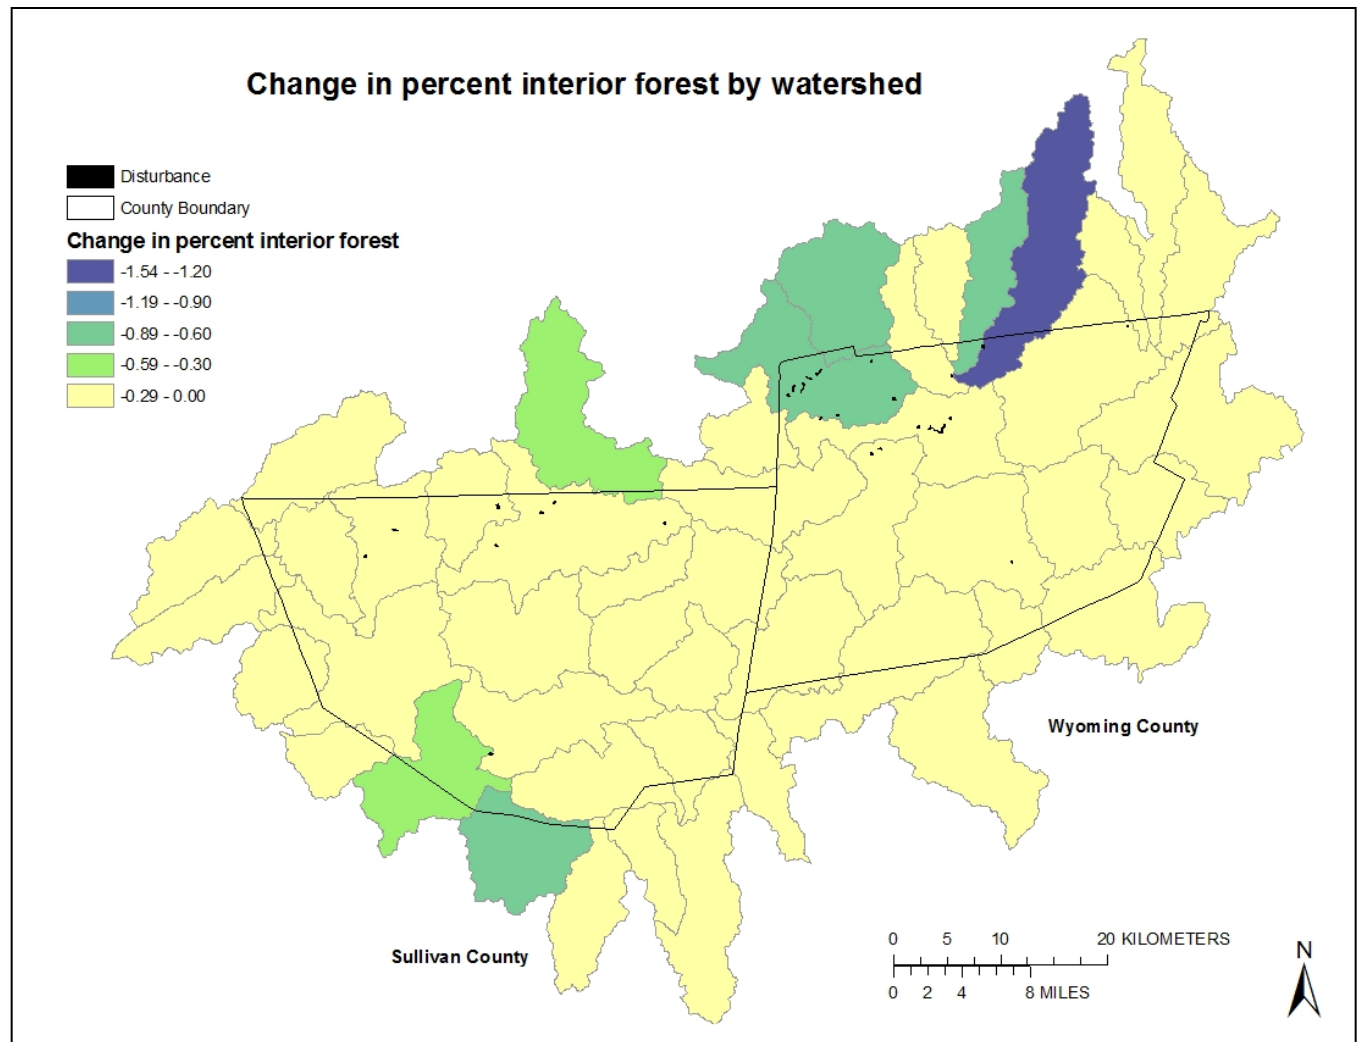 Change in percent interior forest by watershed
Disturbance
County Boundary
Change in percent interior forest
-1.54 - -1.20
-1.19 - -0.90
-0.89 - -0.60
-0.59 - -0.30
-0.29 - 0.00
Wyoming County
Sullivan County
0 5 10 20 KILOMETERS
0 2 4 8 MILES
N